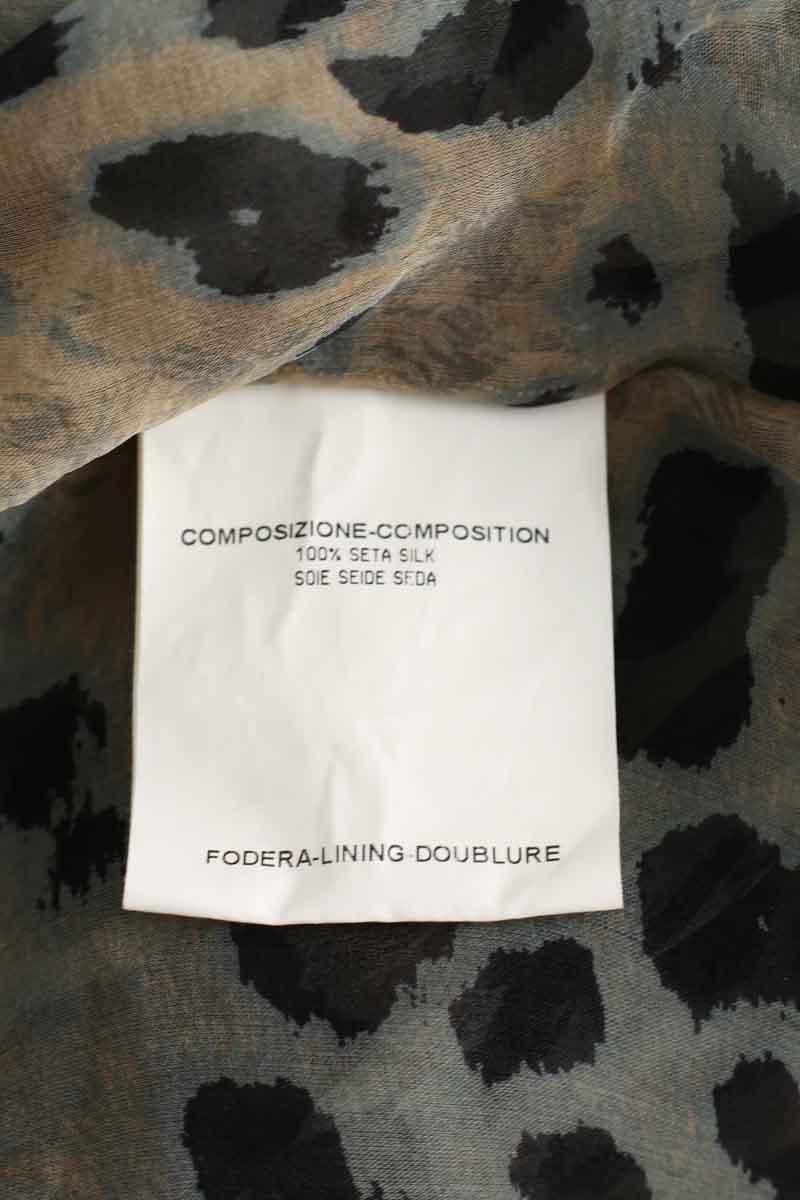 COMPOSIZIONE-COMPOSITION
100% SETA SILK
SOIE SEIDE SEDA
FODERA-LINING-DOUBLURE